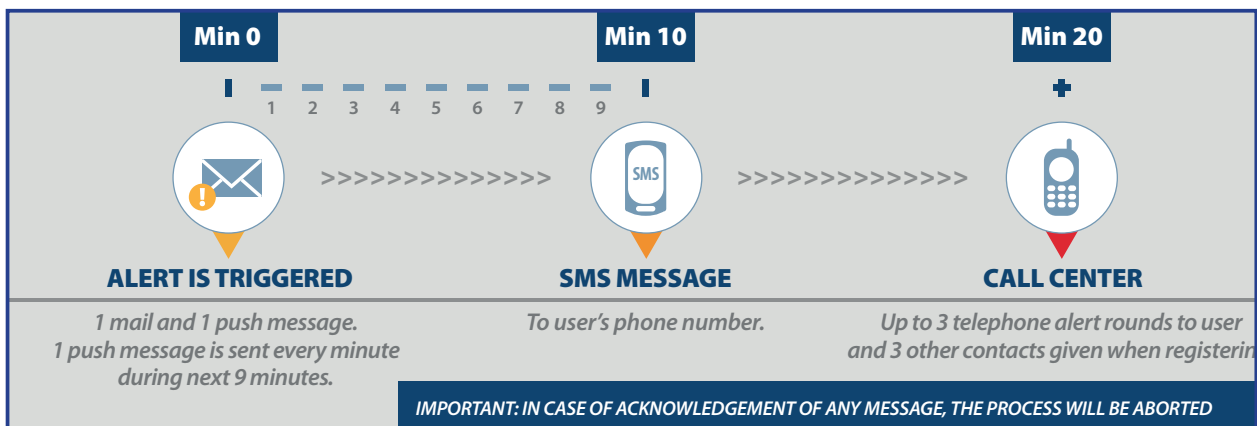 Min 0
Min 10
Min 20
1 2 3 4 5 6 7 8 9
!
SMS
>>>>>>>>>>>>>>
>>>>>>>>>>>>>>
ALERT IS TRIGGERED
SMS MESSAGE
CALL CENTER
1 mail and 1 push message.
1 push message is sent every minute
during next 9 minutes.
To user's phone number.
Up to 3 telephone alert rounds to user
and 3 other contacts given when registerin
IMPORTANT: IN CASE OF ACKNOWLEDGEMENT OF ANY MESSAGE, THE PROCESS WILL BE ABORTED